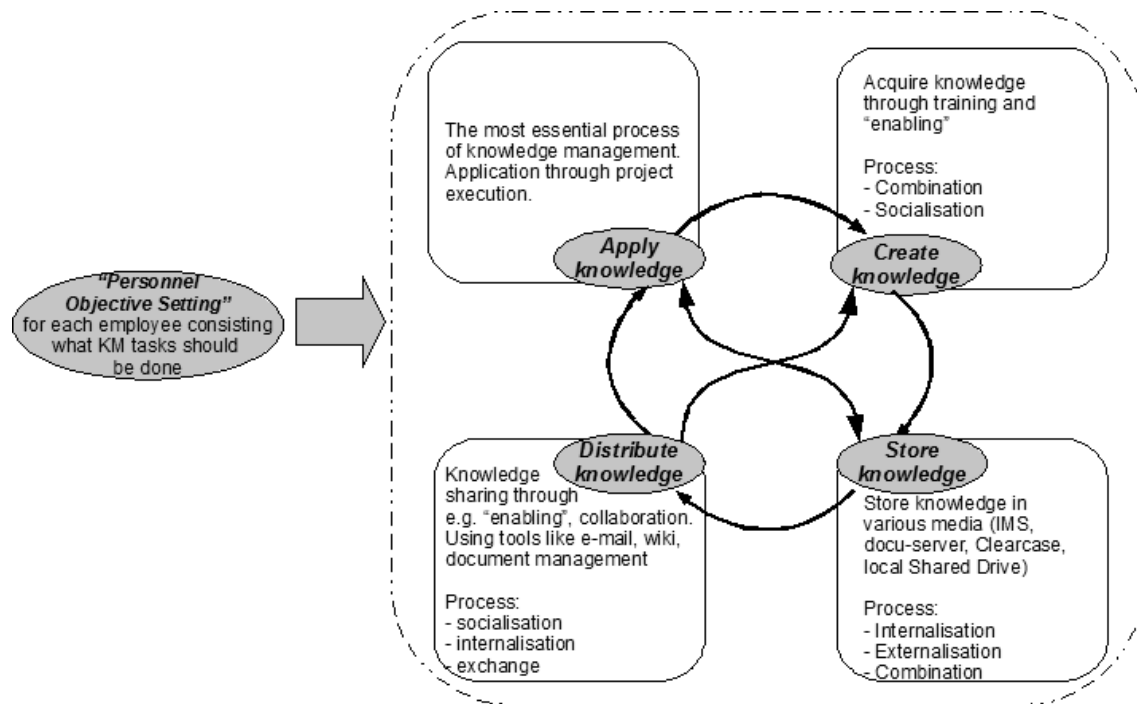 "Personnel
Objective Setting"
for each employee consisting
what KM tasks should
be done
The most essential process
of knowledge management.
Application through project
execution.
Apply
knowledge
Acquire knowledge
through training and
"enabling"
Process:
- Combination
- Socialisation
Create
knowledge
Distribute
knowledge
Knowledge
sharing through
e.g. "enabling", collaboration.
Using tools like e-mail, wiki,
document management
Process:
- socialisation
- internalisation
- exchange
Store
knowledge
Store knowledge in
various media (IMS,
docu-server, Clearcase,
local Shared Drive)
Process:
- Internalisation
- Externalisation
- Combination